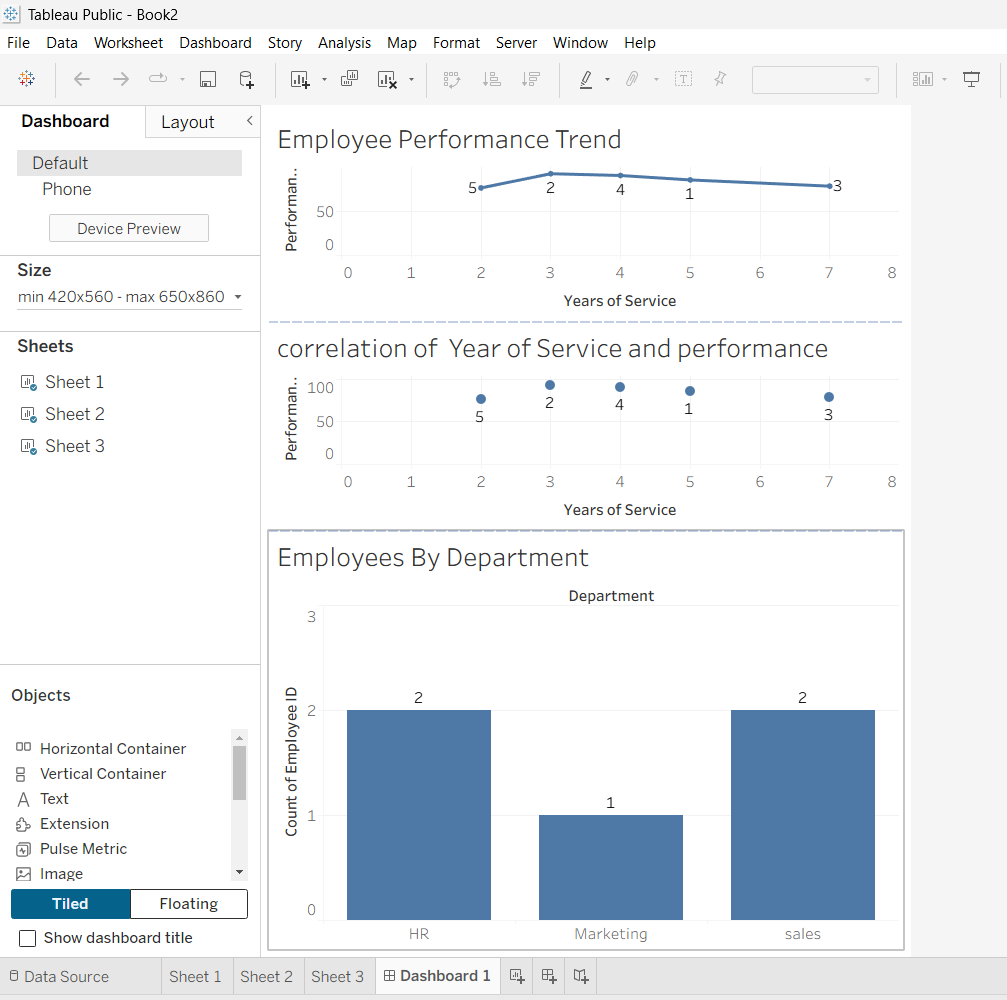 Tableau Public - Book2
File Data Worksheet Dashboard Story Analysis Map Format Server Window Help
Dashboard Layout
Default
Phone
Device Preview
Size
min 420x560 - max 650x860
Sheets
Sheet 1
Sheet 2
Sheet 3
Objects
Horizontal Container
Vertical Container
A Text
Extension
Pulse Metric
Image
Tiled Floating
Show dashboard title
Employee Performance Trend
Performan..
50
0
5 2 4 1 3
0 1 2 3 4 5 6 7 8
Years of Service
correlation of  Year of Service and performance
Performan..
100
50
0
5 2 4 1 3
0 1 2 3 4 5 6 7 8
Years of Service
Employees By Department
Department
Count of Employee ID
3
2
1
0
2 1 2
HR Marketing sales
Data Source Sheet 1 Sheet 2 Sheet 3 Dashboard 1